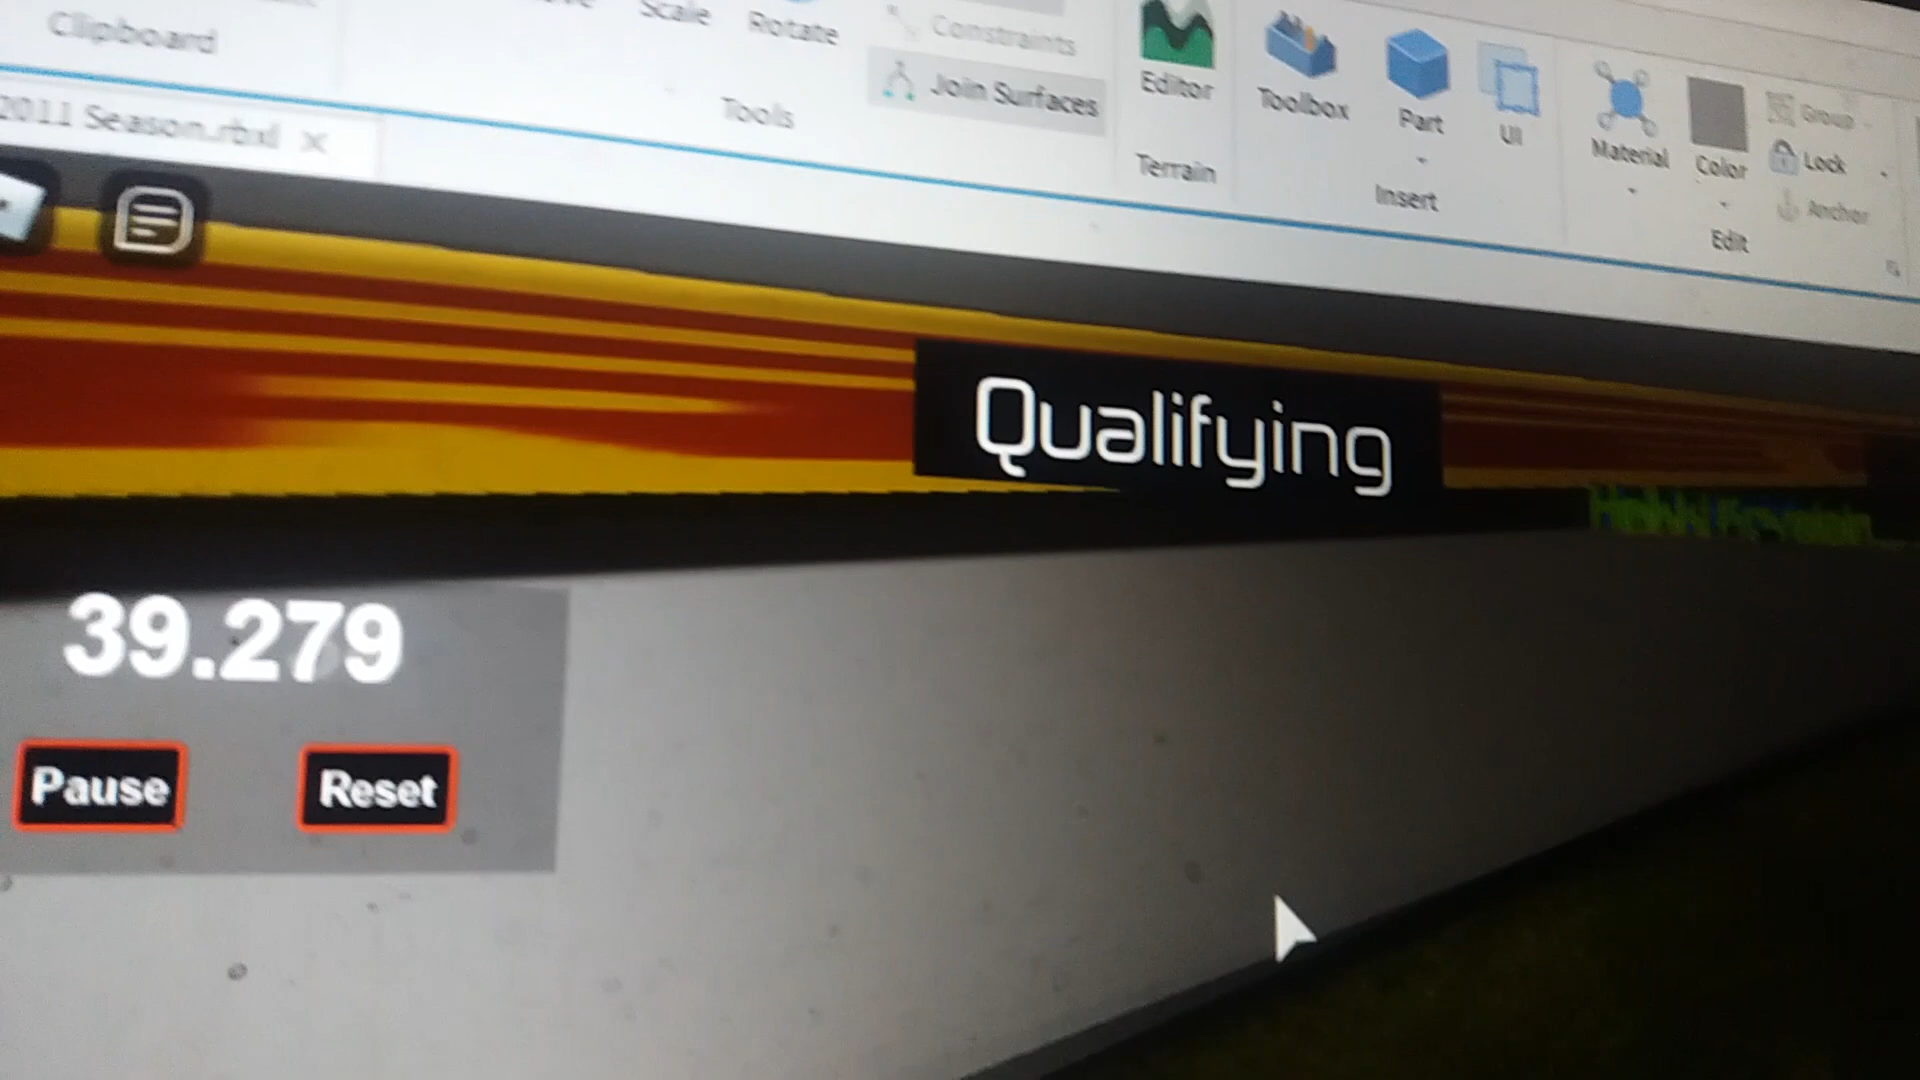 Clipboard
Scale
Rotate
Constraints
Join Surfaces
Tools
Editor
Terrain
Toolbox
Part
UI
Insert
Material
Color
Group
Lock
Anchor
Edit
2011 Season.rbxl
Qualifying
39.279
Pause
Reset